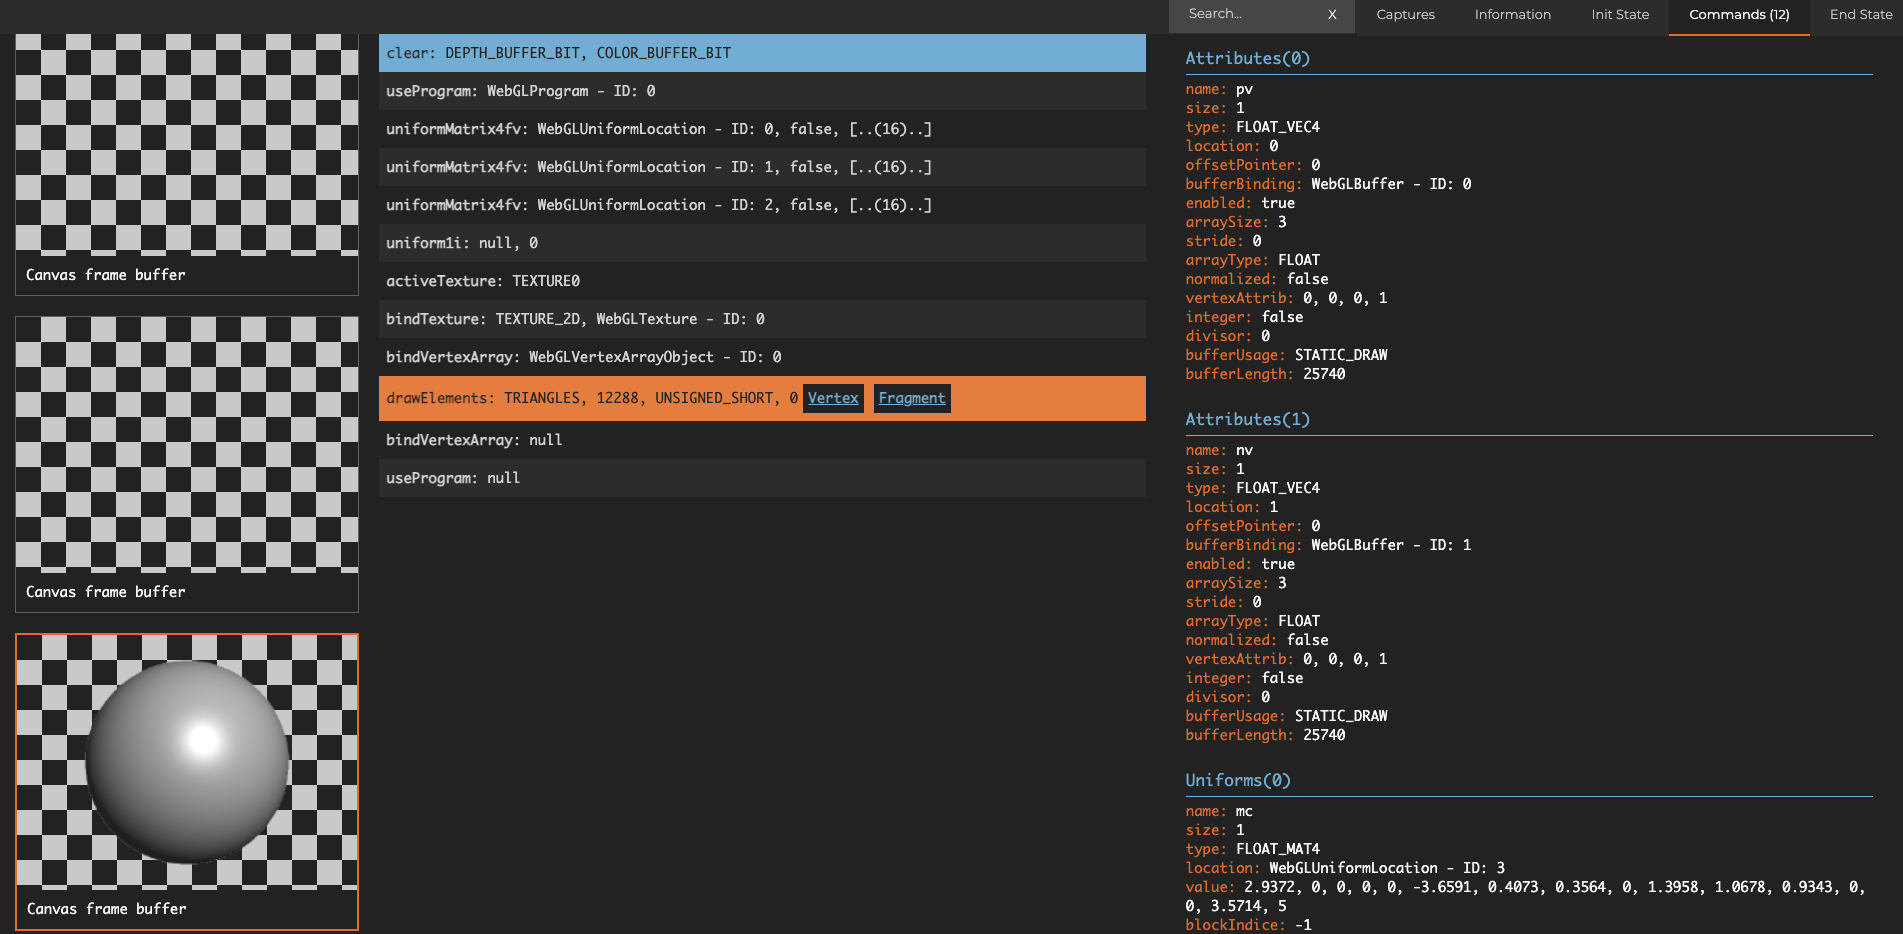 Search... X Captures Information Init State Commands (12) End State
Canvas frame buffer
Canvas frame buffer
Canvas frame buffer
clear: DEPTH_BUFFER_BIT, COLOR_BUFFER_BIT
useProgram: WebGLProgram - ID: 0
uniformMatrix4fv: WebGLUniformLocation - ID: 0, false, [..(16)..]
uniformMatrix4fv: WebGLUniformLocation - ID: 1, false, [..(16)..]
uniformMatrix4fv: WebGLUniformLocation - ID: 2, false, [..(16)..]
uniform1i: null, 0
activeTexture: TEXTURE0
bindTexture: TEXTURE_2D, WebGLTexture - ID: 0
bindVertexArray: WebGLVertexArrayObject - ID: 0
drawElements: TRIANGLES, 12288, UNSIGNED_SHORT, 0 Vertex Fragment
bindVertexArray: null
useProgram: null
Attributes(0)
name: pv
size: 1
type: FLOAT_VEC4
location: 0
offsetPointer: 0
bufferBinding: WebGLBuffer - ID: 0
enabled: true
arraySize: 3
stride: 0
arrayType: FLOAT
normalized: false
vertexAttrib: 0, 0, 0, 1
integer: false
divisor: 0
bufferUsage: STATIC_DRAW
bufferLength: 25740
Attributes(1)
name: nv
size: 1
type: FLOAT_VEC4
location: 1
offsetPointer: 0
bufferBinding: WebGLBuffer - ID: 1
enabled: true
arraySize: 3
stride: 0
arrayType: FLOAT
normalized: false
vertexAttrib: 0, 0, 0, 1
integer: false
divisor: 0
bufferUsage: STATIC_DRAW
bufferLength: 25740
Uniforms(0)
name: mc
size: 1
type: FLOAT_MAT4
location: WebGLUniformLocation - ID: 3
value: 2.9372, 0, 0, 0, 0, -3.6591, 0.4073, 0.3564, 0, 1.3958, 1.0678, 0.9343, 0,
0, 3.5714, 5
blockIndice: -1